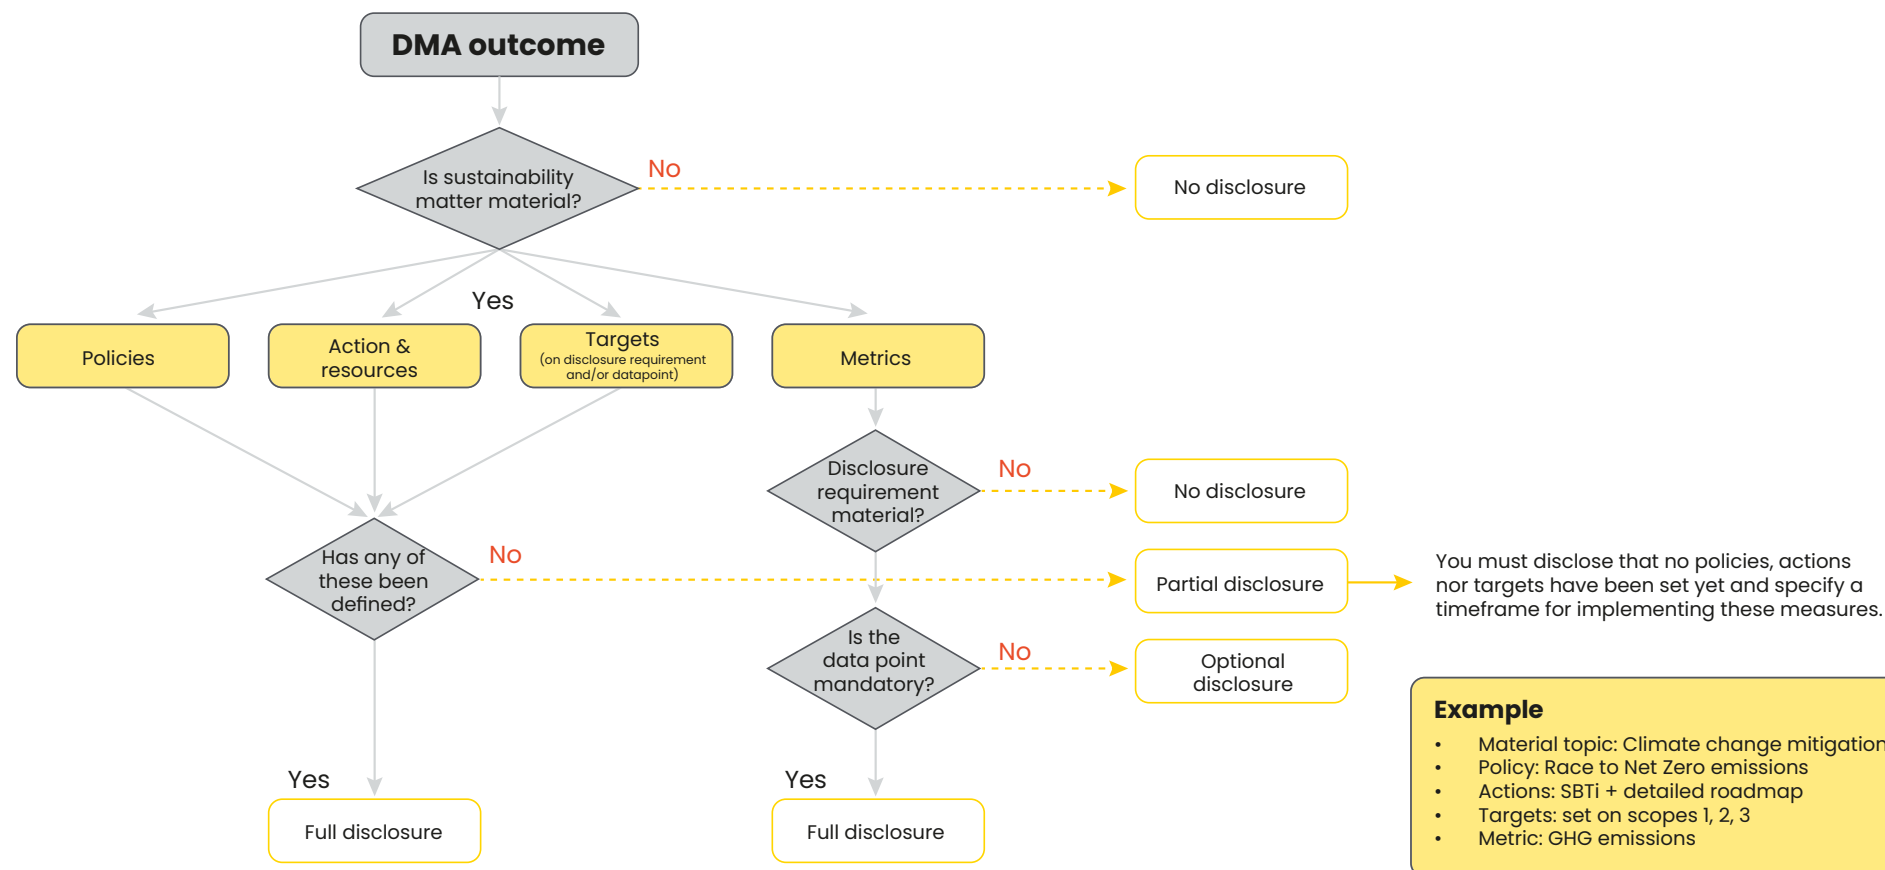 DMA outcome
Is sustainability
matter material?
No
No disclosure
Yes
Policies
Action &
resources
Targets
(on disclosure requirement
and/or datapoint)
Metrics
Disclosure
requirement
material?
No
No disclosure
Has any of
these been
defined?
No
Partial disclosure
You must disclose that no policies, actions
nor targets have been set yet and specify a
timeframe for implementing these measures.
Is the
data point
mandatory?
No
Optional
disclosure
Yes
Full disclosure
Yes
Full disclosure
Example
• Material topic: Climate change mitigation
• Policy: Race to Net Zero emissions
• Actions: SBTi + detailed roadmap
• Targets: set on scopes 1, 2, 3
• Metric: GHG emissions